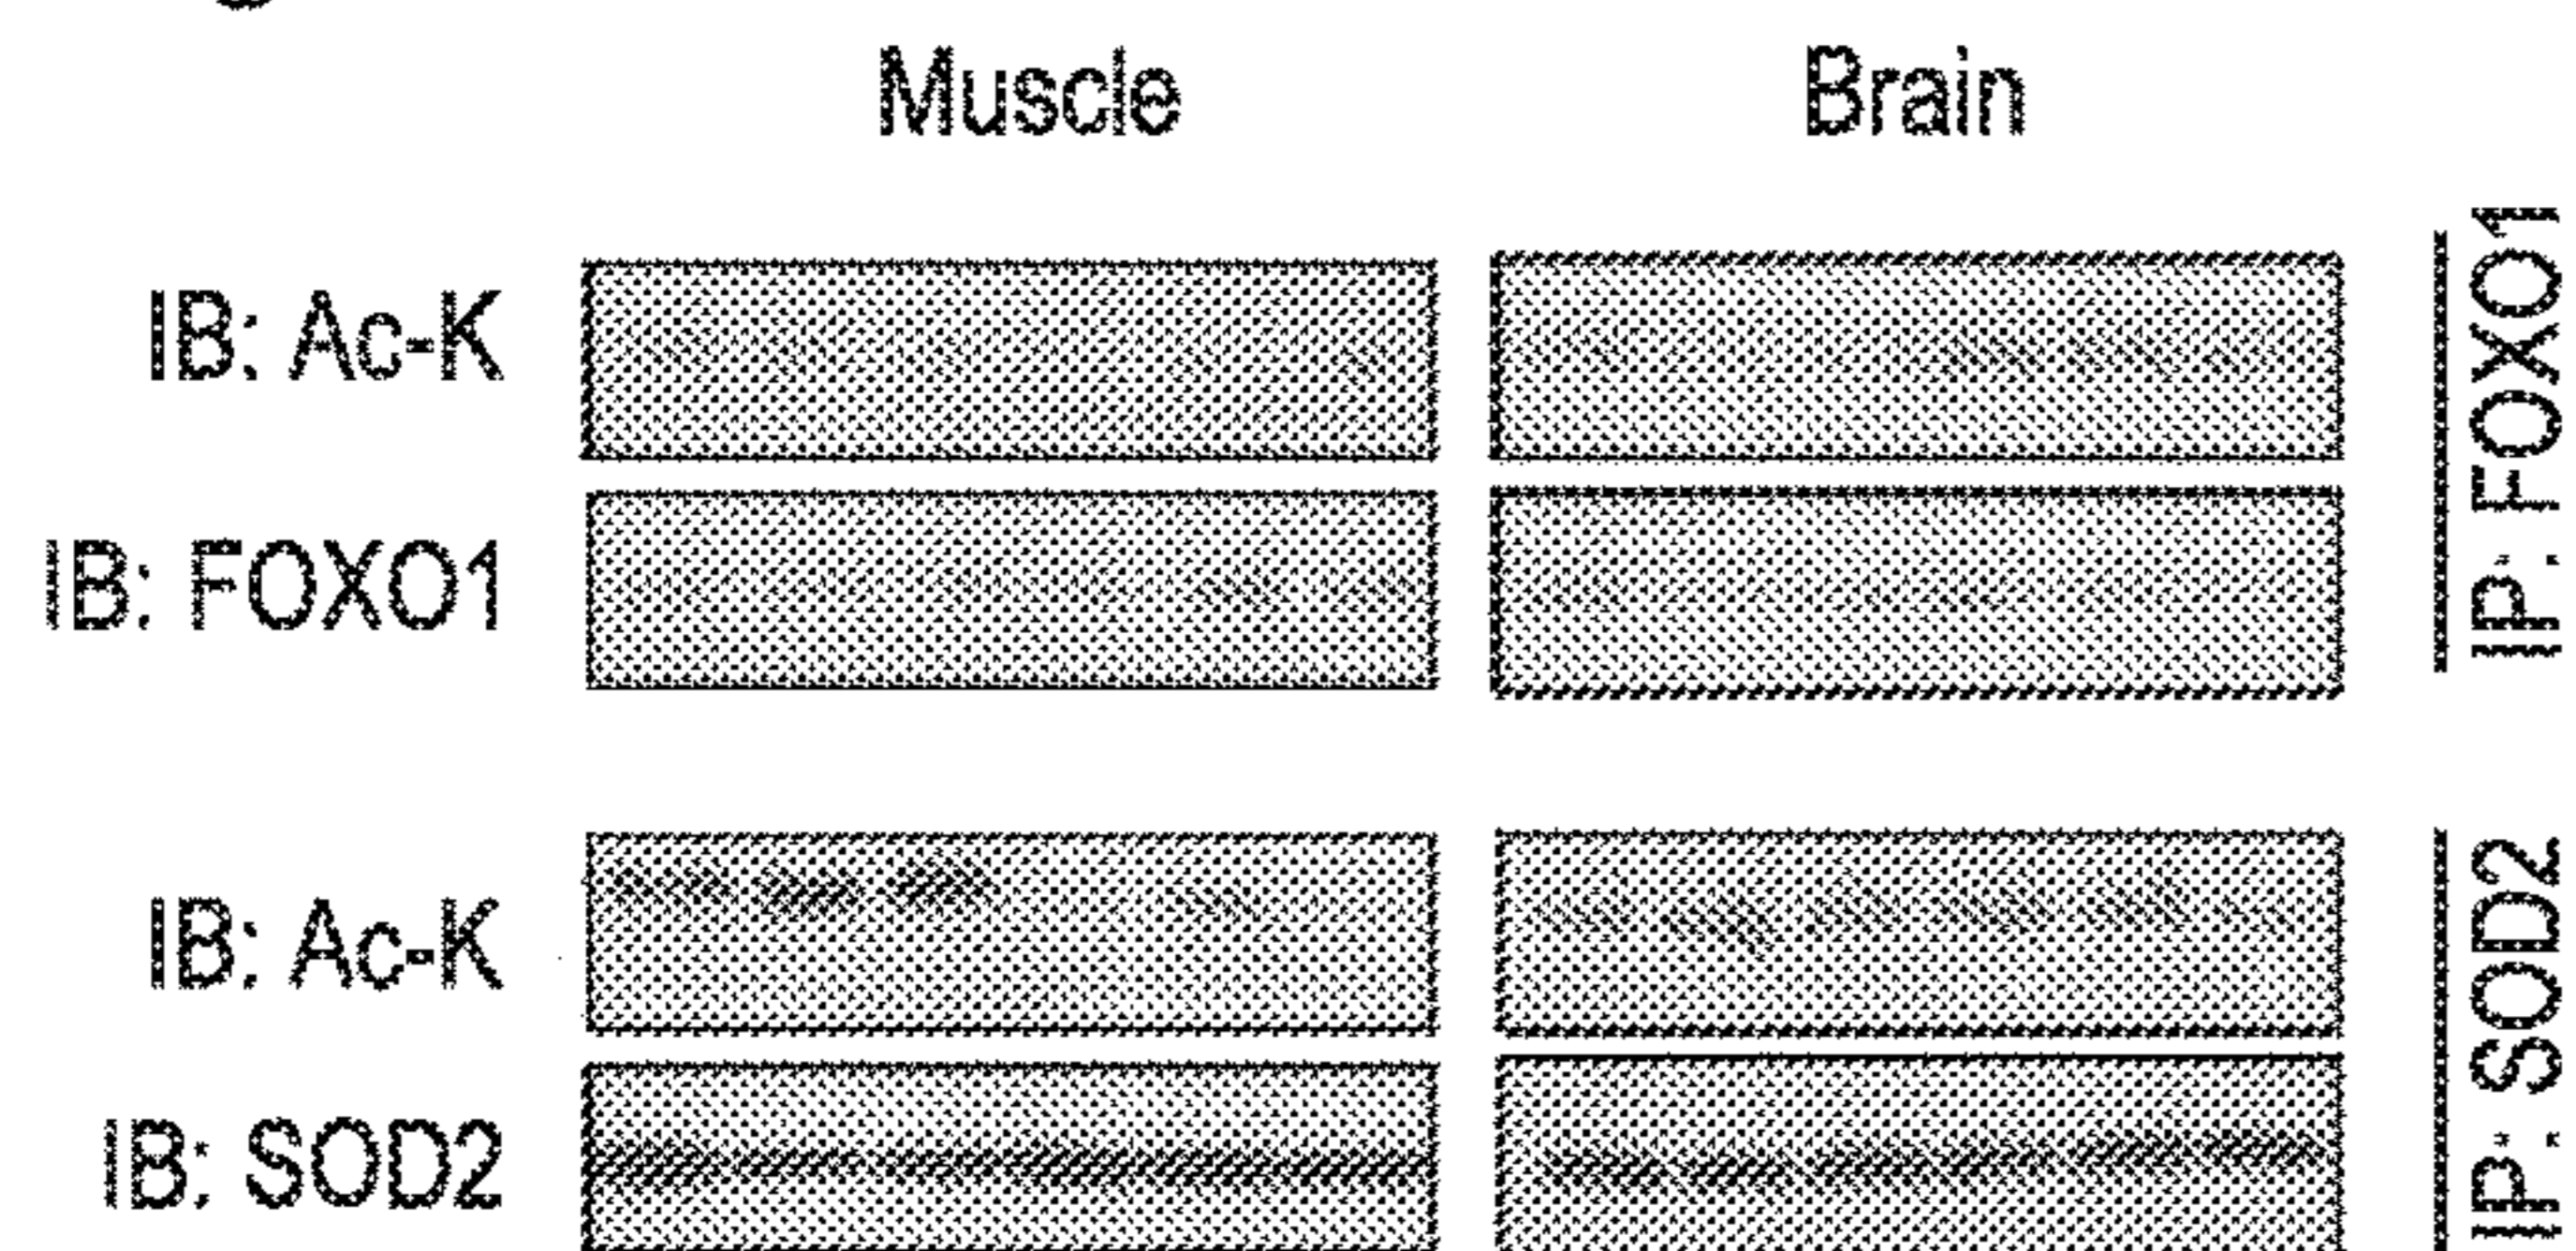 Muscle Brain
IB: Ac-K
IB: FOXO1
IP: FOXO1
IB: Ac-K
IB: SOD2
IP: SOD2